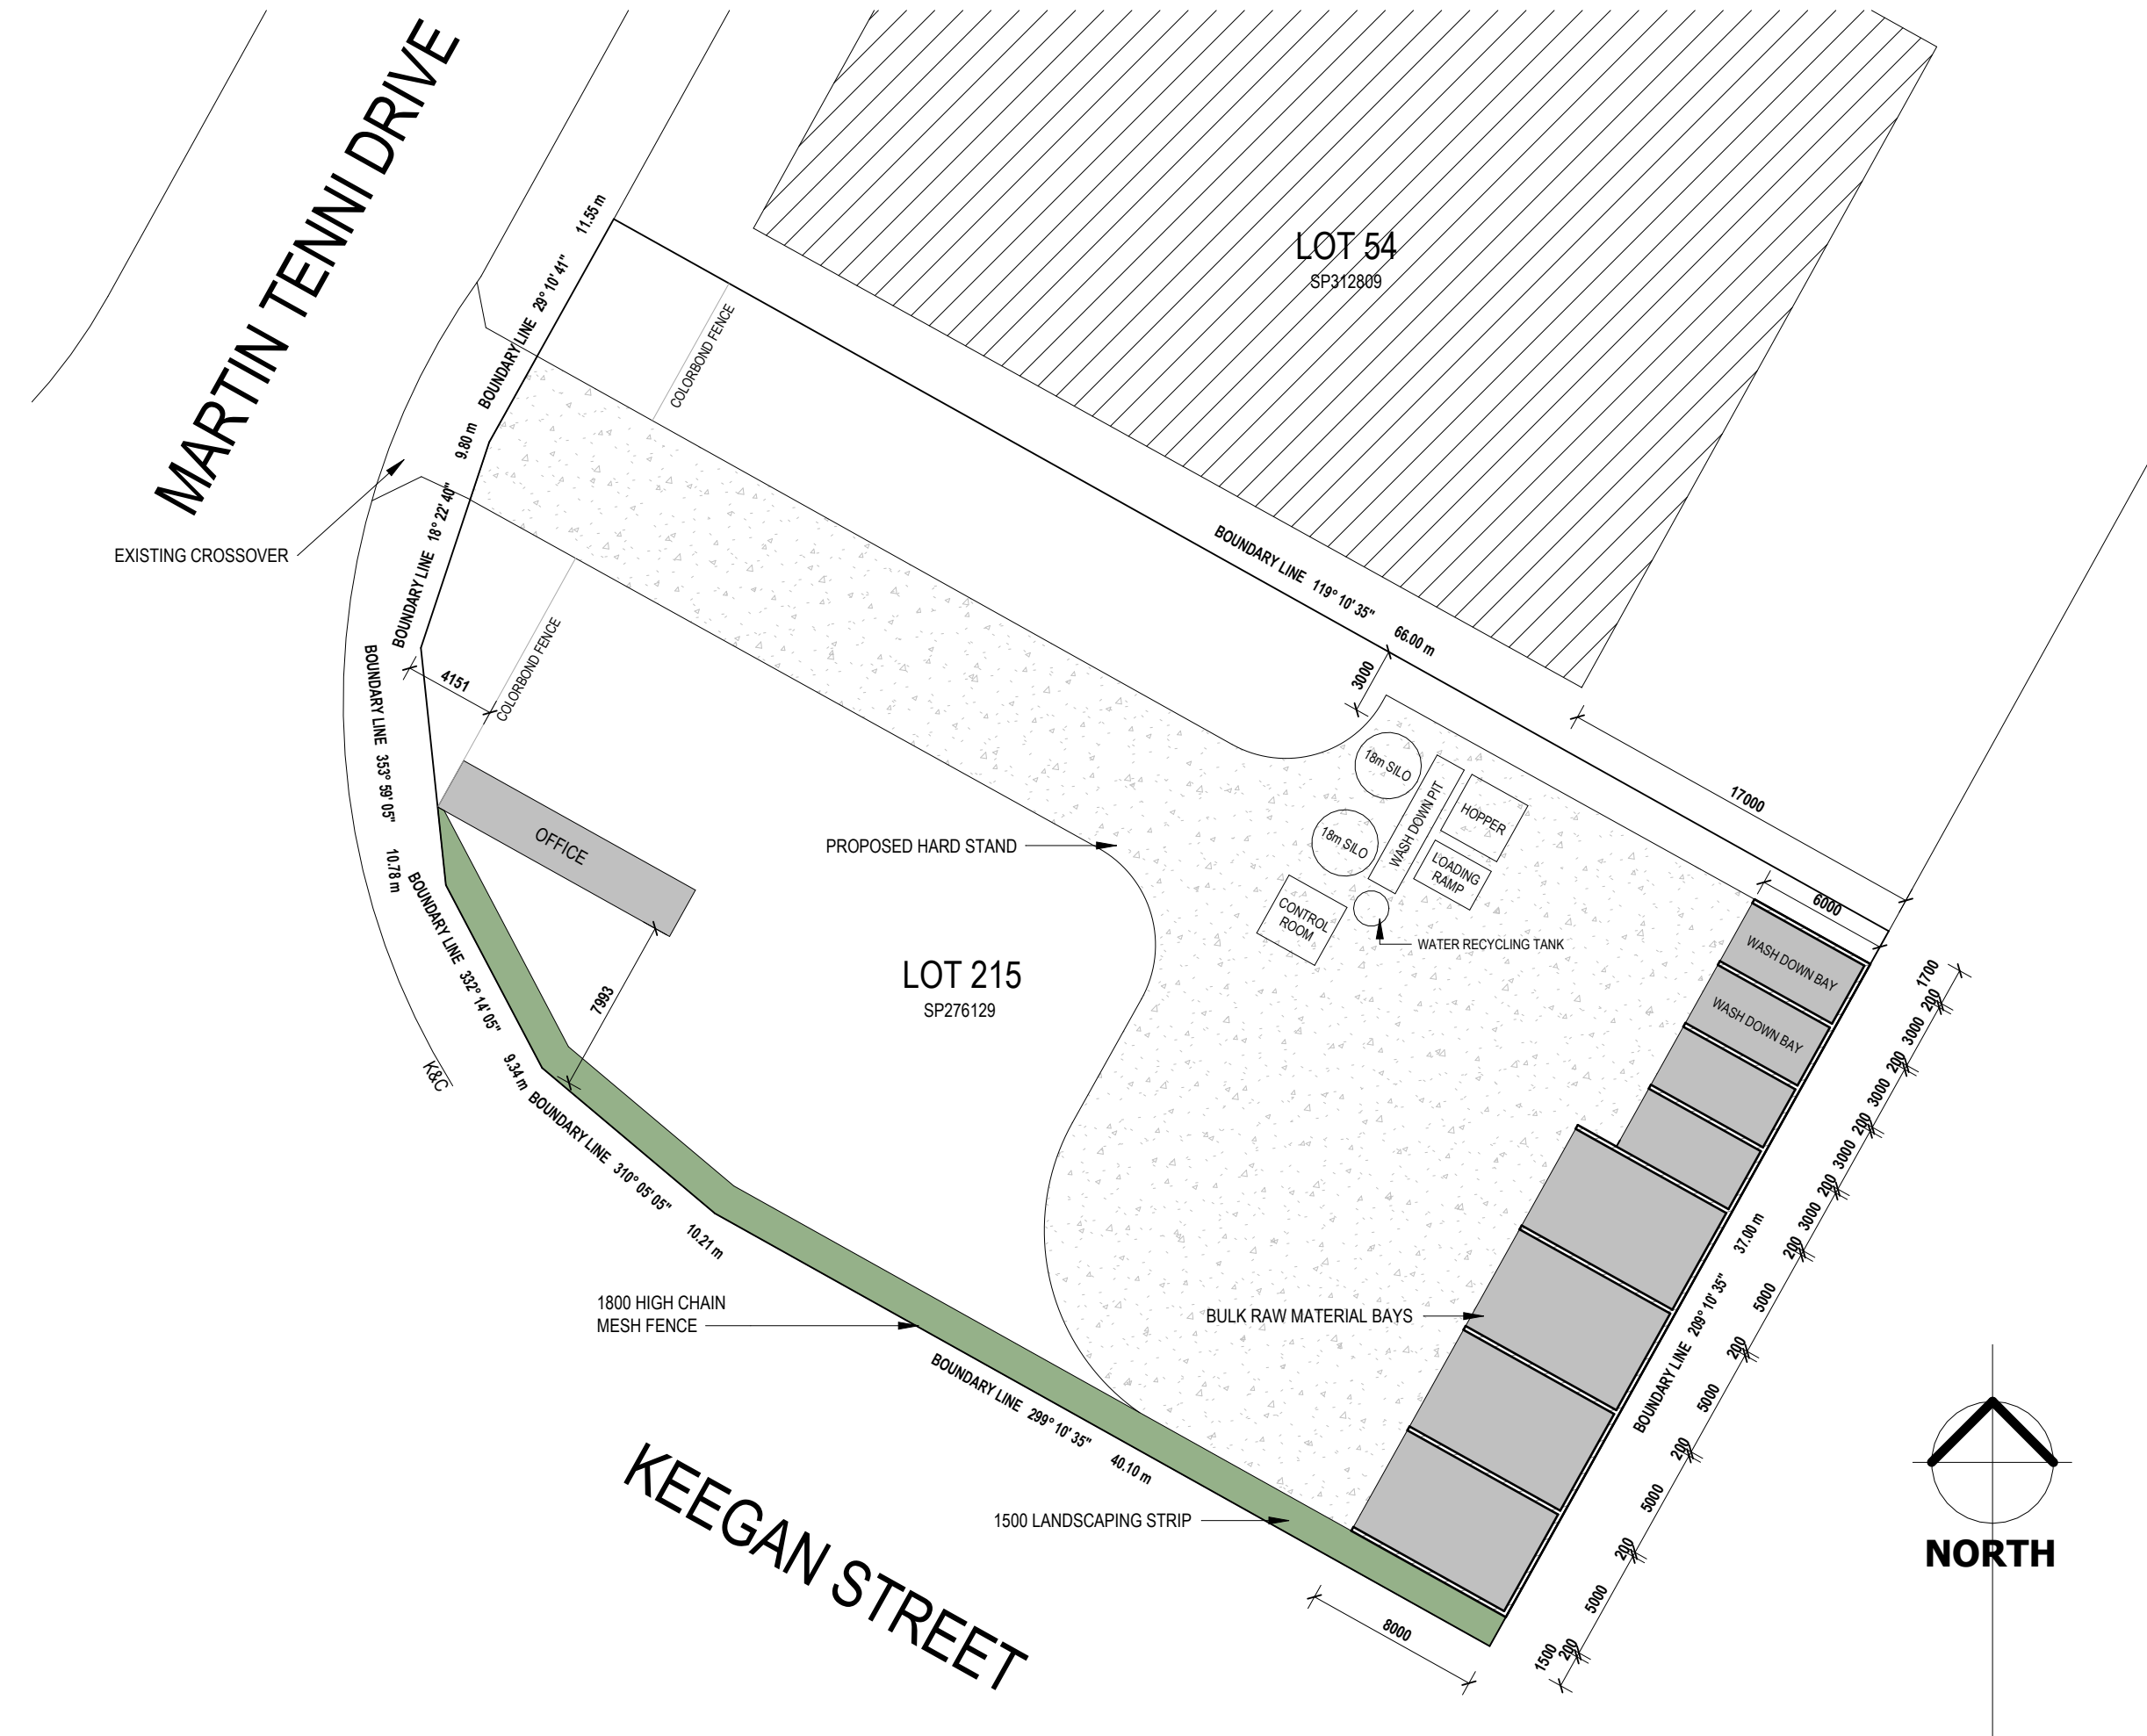 MARTIN TENNI DRIVE
LOT 54
SP312809
11.55 m
BOUNDARY LINE 29° 10' 41"
COLORBOND FENCE
9.80 m
BOUNDARY LINE 18° 22' 40"
EXISTING CROSSOVER
BOUNDARY LINE 119° 10' 35" 66.00 m
COLORBOND FENCE
4151
3000
BOUNDARY LINE 353° 59' 05" 10.78 m
18m SILO
18m SILO
WASH DOWN PIT
HOPPER
LOADING
RAMP
17000
OFFICE
PROPOSED HARD STAND
CONTROL
ROOM
WATER RECYCLING TANK
6000
WASH DOWN BAY
WASH DOWN BAY
LOT 215
SP276129
BOUNDARY LINE 332° 14' 05" 9.34 m
7993
K&C
1700
200
3000
200
3000
200
3000
200
3000
200
5000
200
5000
200
5000
200
5000
200
1500
BOUNDARY LINE 310° 05' 05" 10.21 m
37.00 m
BOUNDARY LINE 209° 10' 35"
1800 HIGH CHAIN
MESH FENCE
BULK RAW MATERIAL BAYS
BOUNDARY LINE 299° 10' 35" 40.10 m
1500 LANDSCAPING STRIP
KEEGAN STREET
8000
NORTH